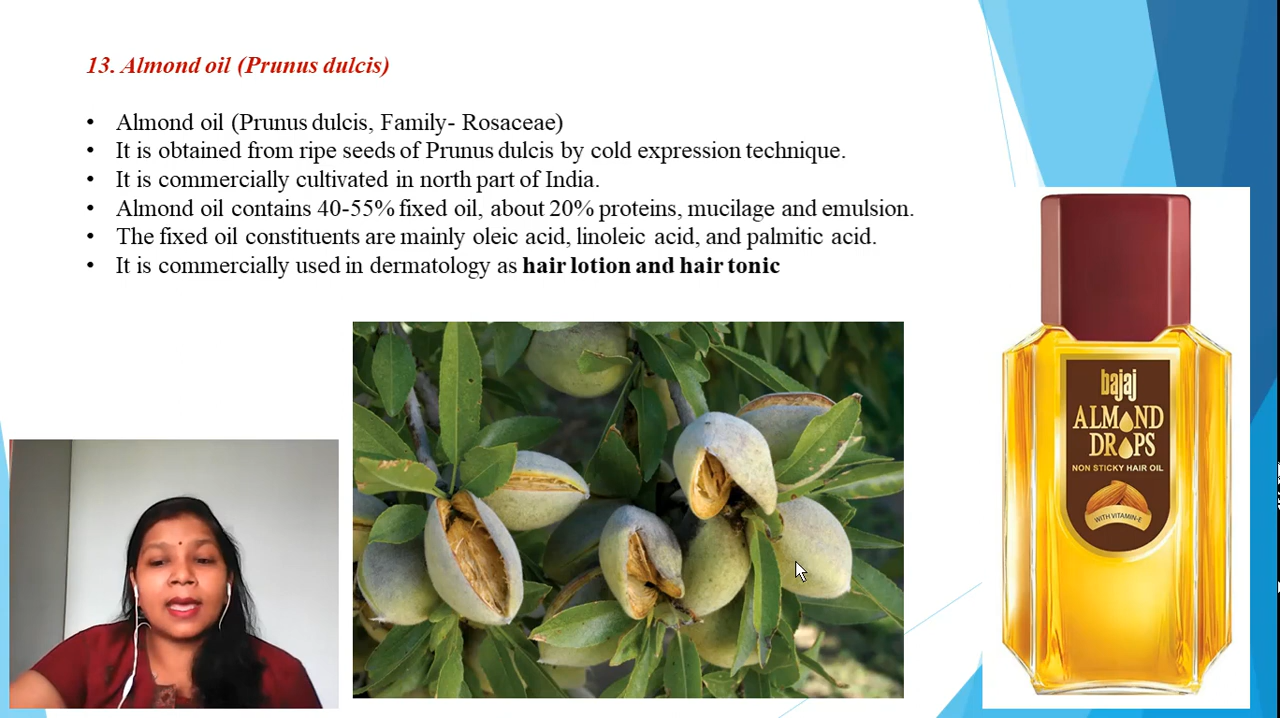 13. Almond oil (Prunus dulcis)
• Almond oil (Prunus dulcis, Family- Rosaceae)
• It is obtained from ripe seeds of Prunus dulcis by cold expression technique.
• It is commercially cultivated in north part of India.
• Almond oil contains 40-55% fixed oil, about 20% proteins, mucilage and emulsion.
• The fixed oil constituents are mainly oleic acid, linoleic acid, and palmitic acid.
• It is commercially used in dermatology as hair lotion and hair tonic
bajaj
ALMOND
DROPS
NON STICKY HAIR OIL
WITH VITAMIN-E